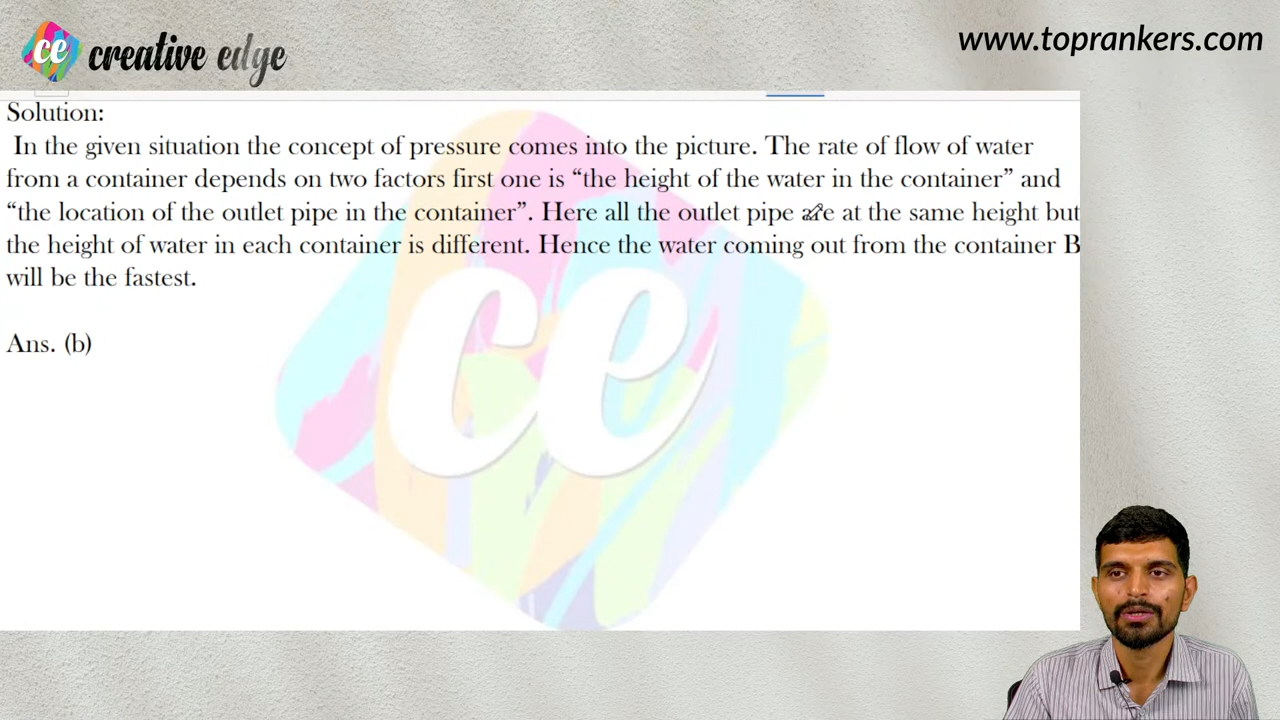 ce creative edge
www.toprankers.com
Solution:
In the given situation the concept of pressure comes into the picture. The rate of flow of water
from a container depends on two factors first one is “the height of the water in the container” and
“the location of the outlet pipe in the container”. Here all the outlet pipe are at the same height but
the height of water in each container is different. Hence the water coming out from the container B
will be the fastest.
Ans. (b)
ce